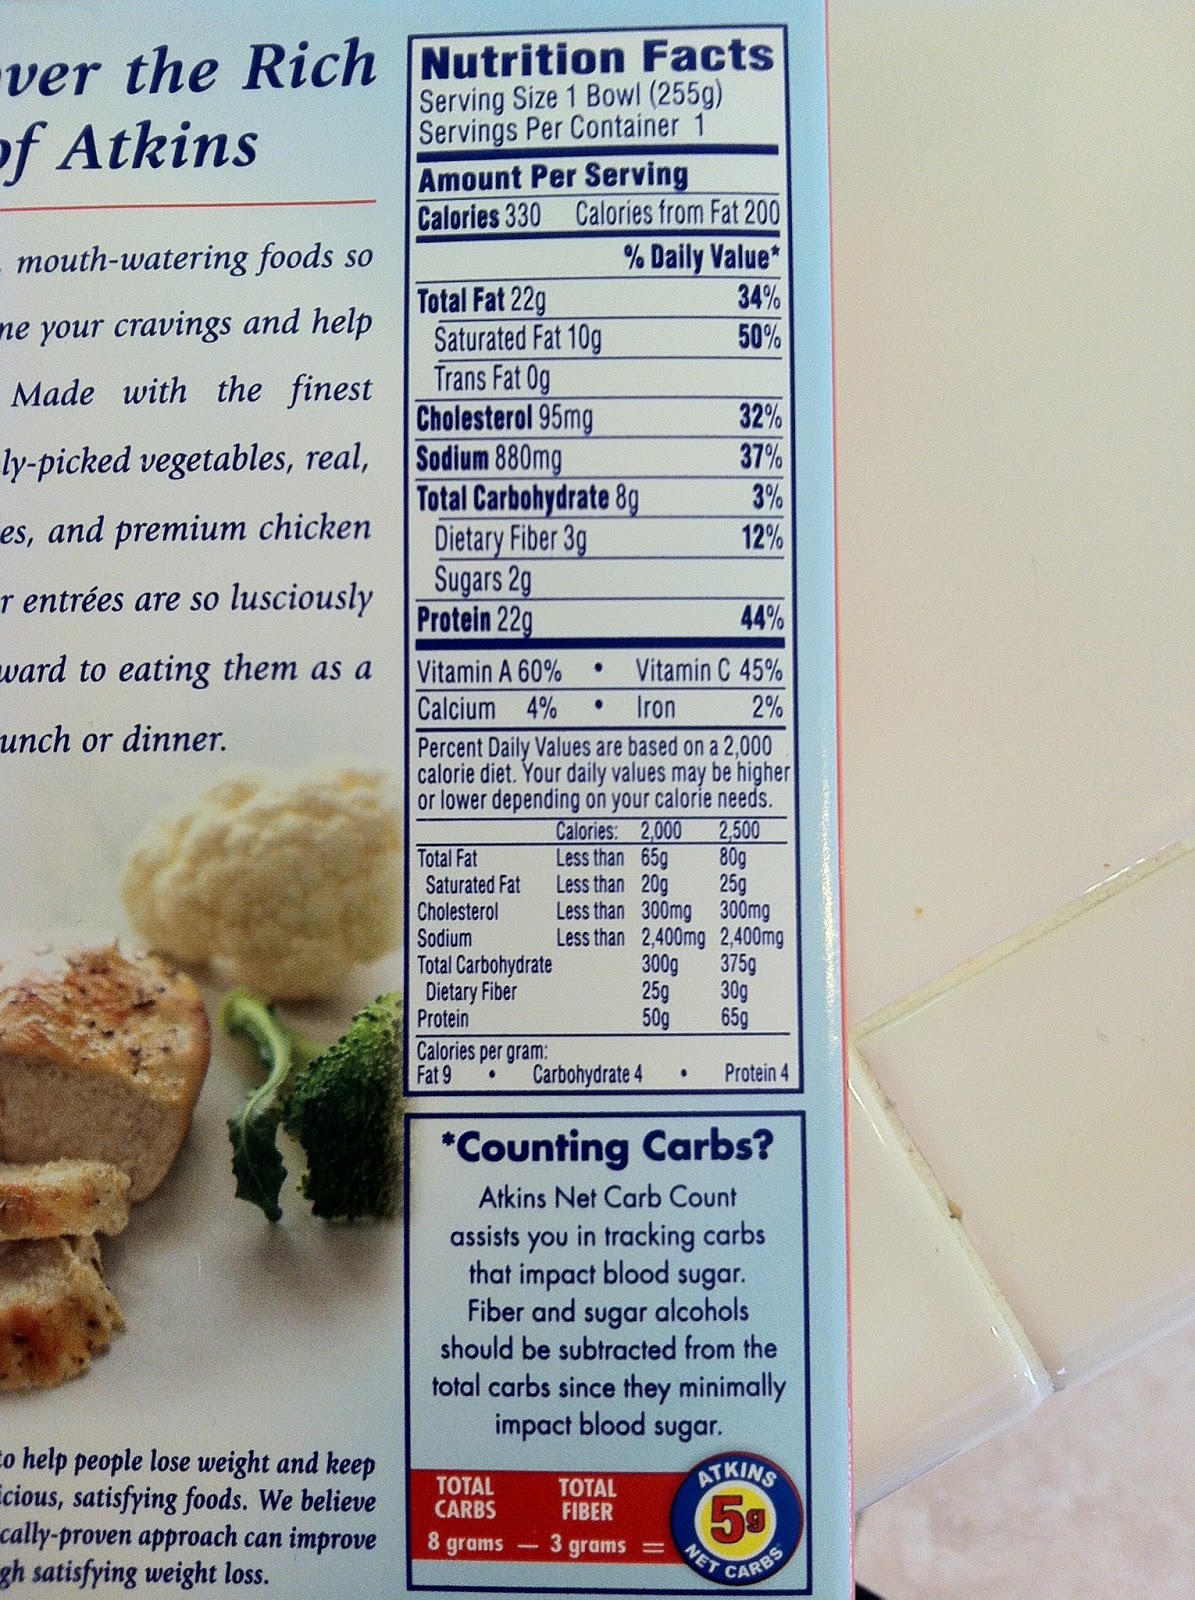 ver the Rich
of Atkins
mouth-watering foods so
ne your cravings and help
Made with the finest
ly-picked vegetables, real,
es, and premium chicken
r entrées are so lusciously
ward to eating them as a
unch or dinner.
to help people lose weight and keep
icious, satisfying foods. We believe
cally-proven approach can improve
gh satisfying weight loss.
Nutrition Facts
Serving Size 1 Bowl (255g)
Servings Per Container 1
Amount Per Serving
Calories 330 Calories from Fat 200
% Daily Value*
Total Fat 22g 34%
Saturated Fat 10g 50%
Trans Fat 0g
Cholesterol 95mg 32%
Sodium 880mg 37%
Total Carbohydrate 8g 3%
Dietary Fiber 3g 12%
Sugars 2g
Protein 22g 44%
Vitamin A 60% • Vitamin C 45%
Calcium 4% • Iron 2%
Percent Daily Values are based on a 2,000
calorie diet. Your daily values may be higher
or lower depending on your calorie needs.
Calories: 2,000 2,500
Total Fat Less than 65g 80g
Saturated Fat Less than 20g 25g
Cholesterol Less than 300mg 300mg
Sodium Less than 2,400mg 2,400mg
Total Carbohydrate 300g 375g
Dietary Fiber 25g 30g
Protein 50g 65g
Calories per gram:
Fat 9 • Carbohydrate 4 • Protein 4
*Counting Carbs?
Atkins Net Carb Count
assists you in tracking carbs
that impact blood sugar.
Fiber and sugar alcohols
should be subtracted from the
total carbs since they minimally
impact blood sugar.
TOTAL TOTAL
CARBS FIBER
8 grams — 3 grams =
ATKINS
5g
NET CARBS